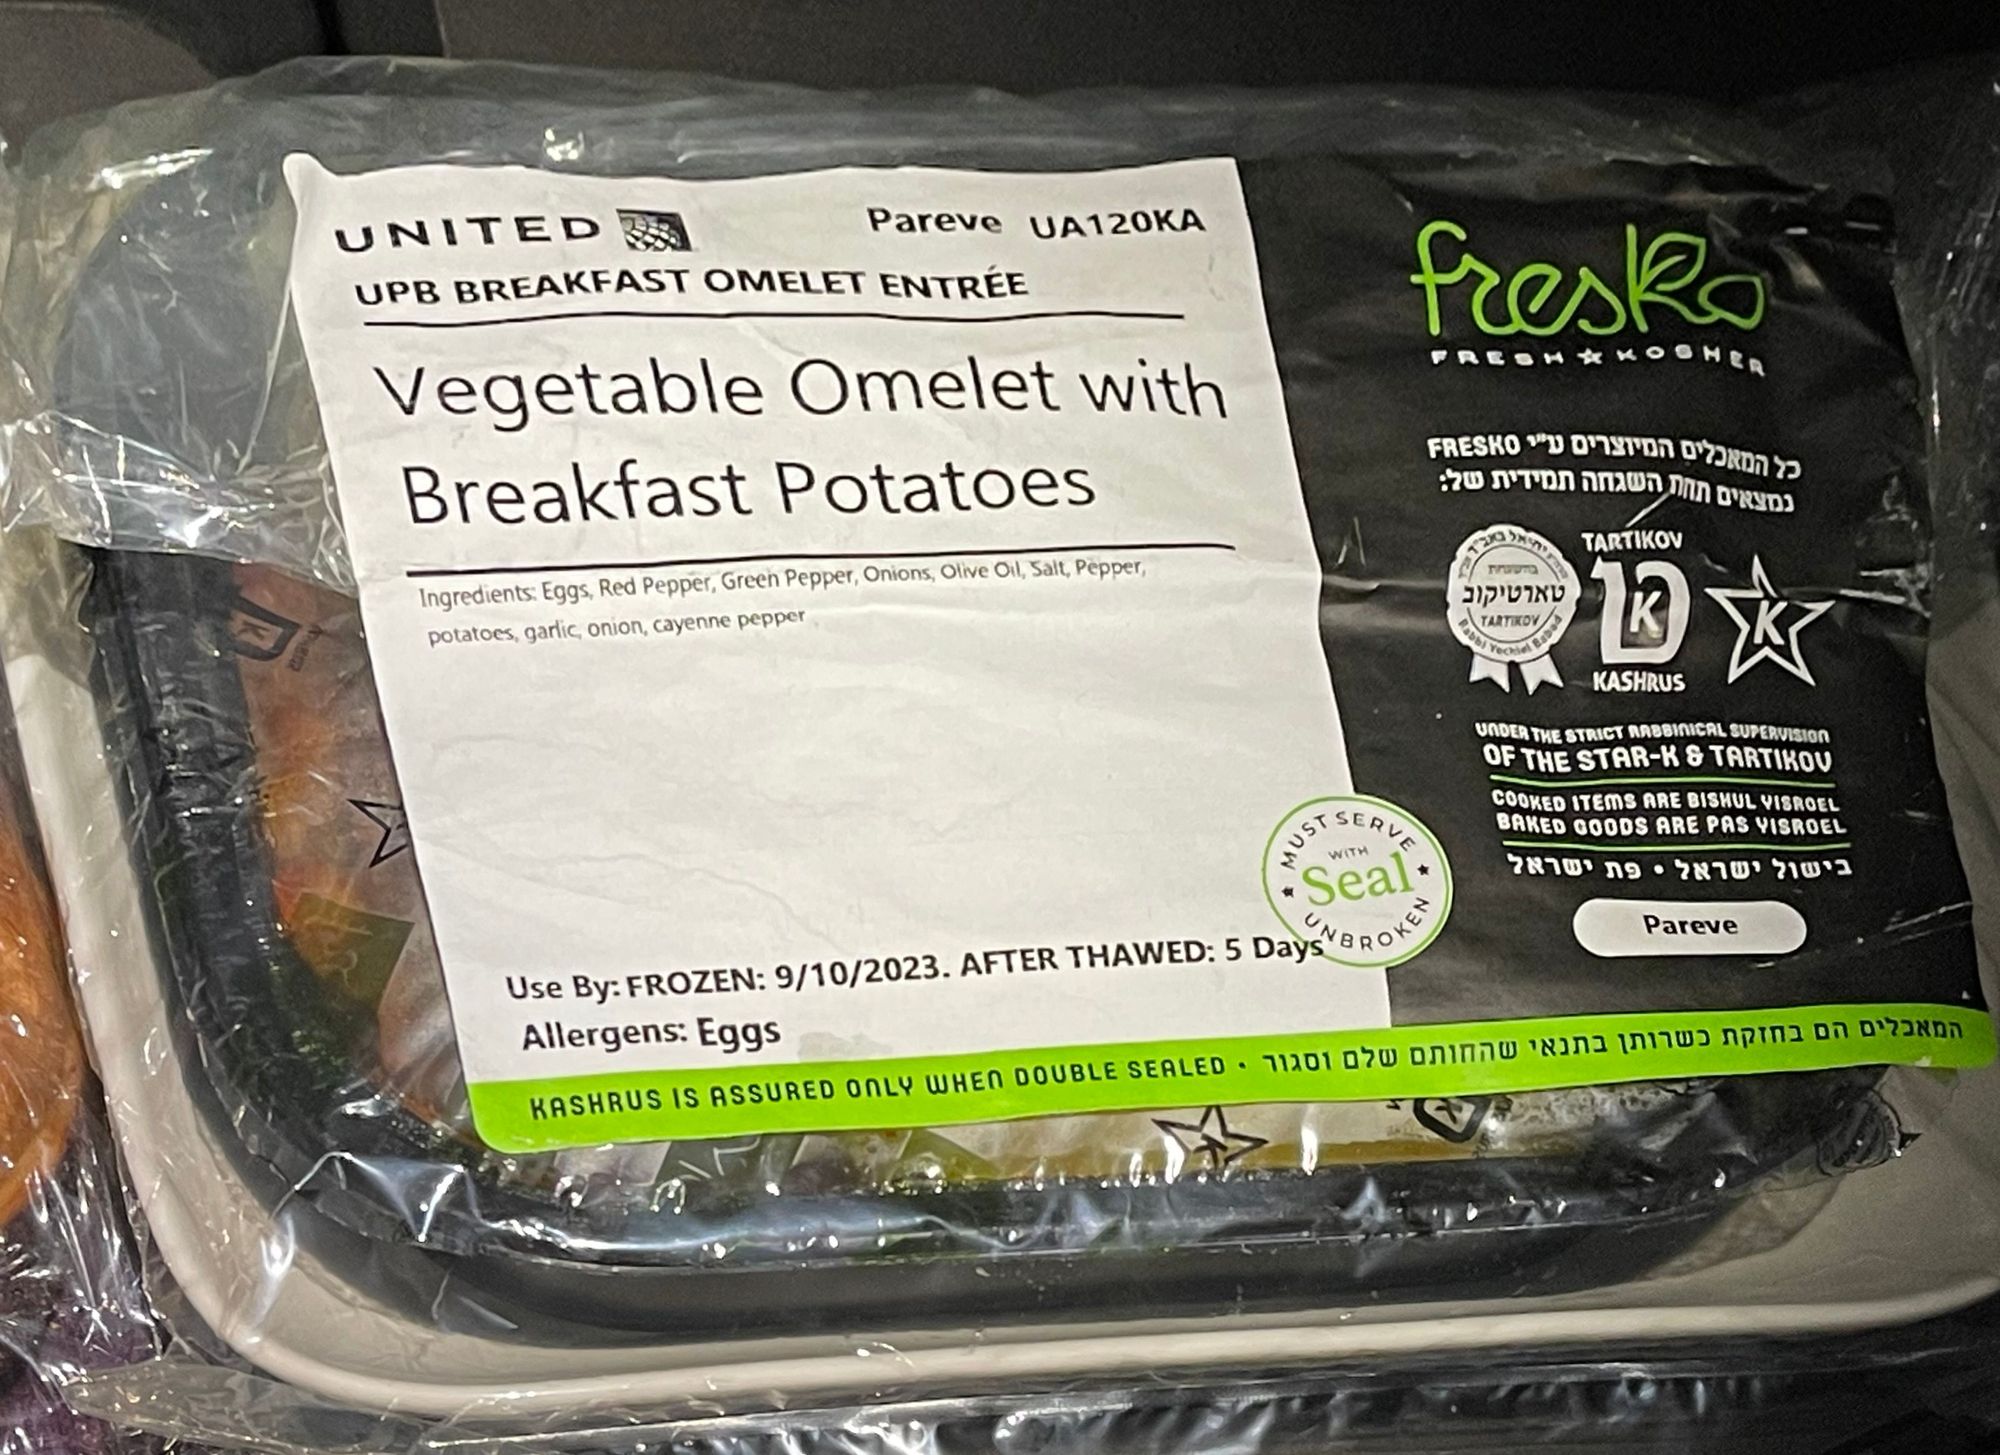 UNITED
Pareve UA120KA
UPB BREAKFAST OMELET ENTRÉE
Vegetable Omelet with
Breakfast Potatoes
Ingredients: Eggs, Red Pepper, Green Pepper, Onions, Olive Oil, Salt, Pepper,
potatoes, garlic, onion, cayenne pepper
Use By: FROZEN: 9/10/2023. AFTER THAWED: 5 Days
Allergens: Eggs
MUST SERVE
WITH
Seal
UNBROKEN
fresko
FRESH KOSHER
כל המאכלים המיוצרים ע"י FRESKO
נמצאים תחת השגחה תמידית של:
בהשגחת
טארטיקוב
TARTIKOV
Rabbi Yechiel Babad
TARTIKOV
K
KASHRUS
K
UNDER THE STRICT RABBINICAL SUPERVISION
OF THE STAR-K & TARTIKOV
COOKED ITEMS ARE BISHUL YISROEL
BAKED GOODS ARE PAS YISROEL
בישול ישראל • פת ישראל
Pareve
KASHRUS IS ASSURED ONLY WHEN DOUBLE SEALED • המאכלים הם בחזקת כשרותן בתנאי שהחותם שלם וסגור
K
K